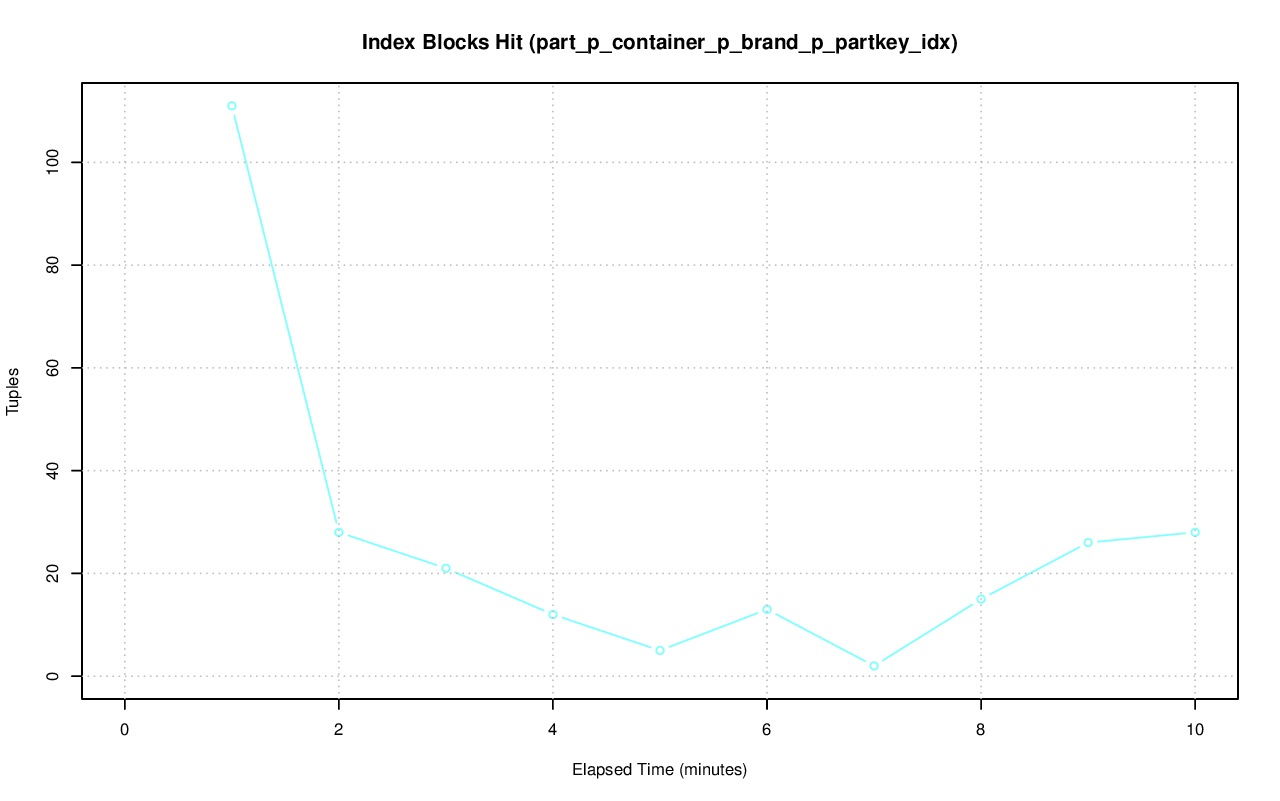 Index Blocks Hit (part_p_container_p_brand_p_partkey_idx)
Tuples
100
80
60
40
20
0
0 2 4 6 8 10
Elapsed Time (minutes)